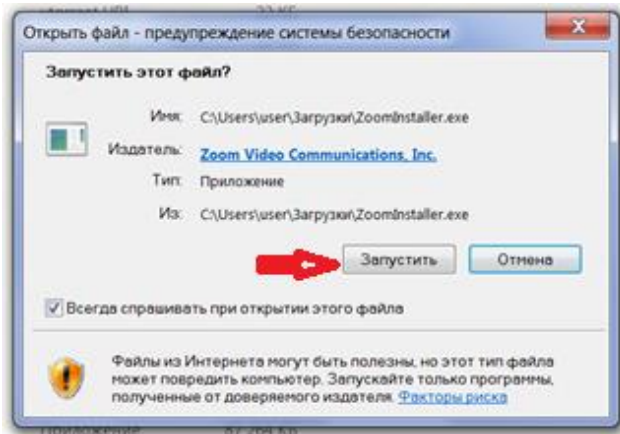 Открыть файл - предупреждение системы безопасности
Запустить этот файл?
Имя: C:\Users\user\Загрузки\ZoomInstaller.exe
Издатель: Zoom Video Communications, Inc.
Тип: Приложение
Из: C:\Users\user\Загрузки\ZoomInstaller.exe
Запустить Отмена
Всегда спрашивать при открытии этого файла
Файлы из Интернета могут быть полезны, но этот тип файла
может повредить компьютер. Запускайте только программы,
полученные от доверяемого издателя. Факторы риска